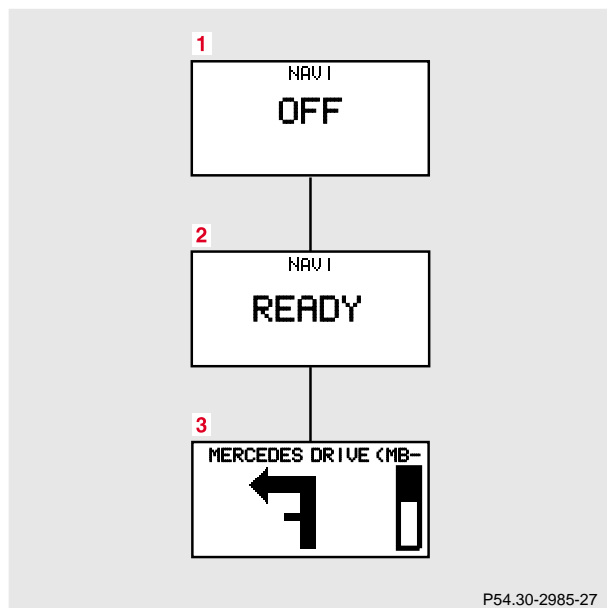 1
NAVI
OFF
2
NAVI
READY
3
MERCEDES DRIVE (MB-
P54.30-2985-27